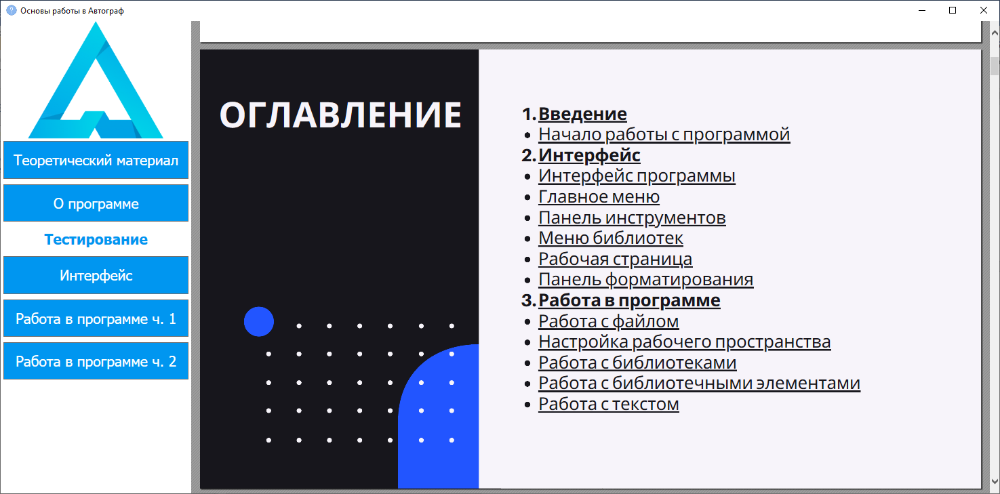 Основы работы в Автограф
Теоретический материал
О программе
Тестирование
Интерфейс
Работа в программе ч. 1
Работа в программе ч. 2
ОГЛАВЛЕНИЕ
1. Введение
• Начало работы с программой
2. Интерфейс
• Интерфейс программы
• Главное меню
• Панель инструментов
• Меню библиотек
• Рабочая страница
• Панель форматирования
3. Работа в программе
• Работа с файлом
• Настройка рабочего пространства
• Работа с библиотеками
• Работа с библиотечными элементами
• Работа с текстом